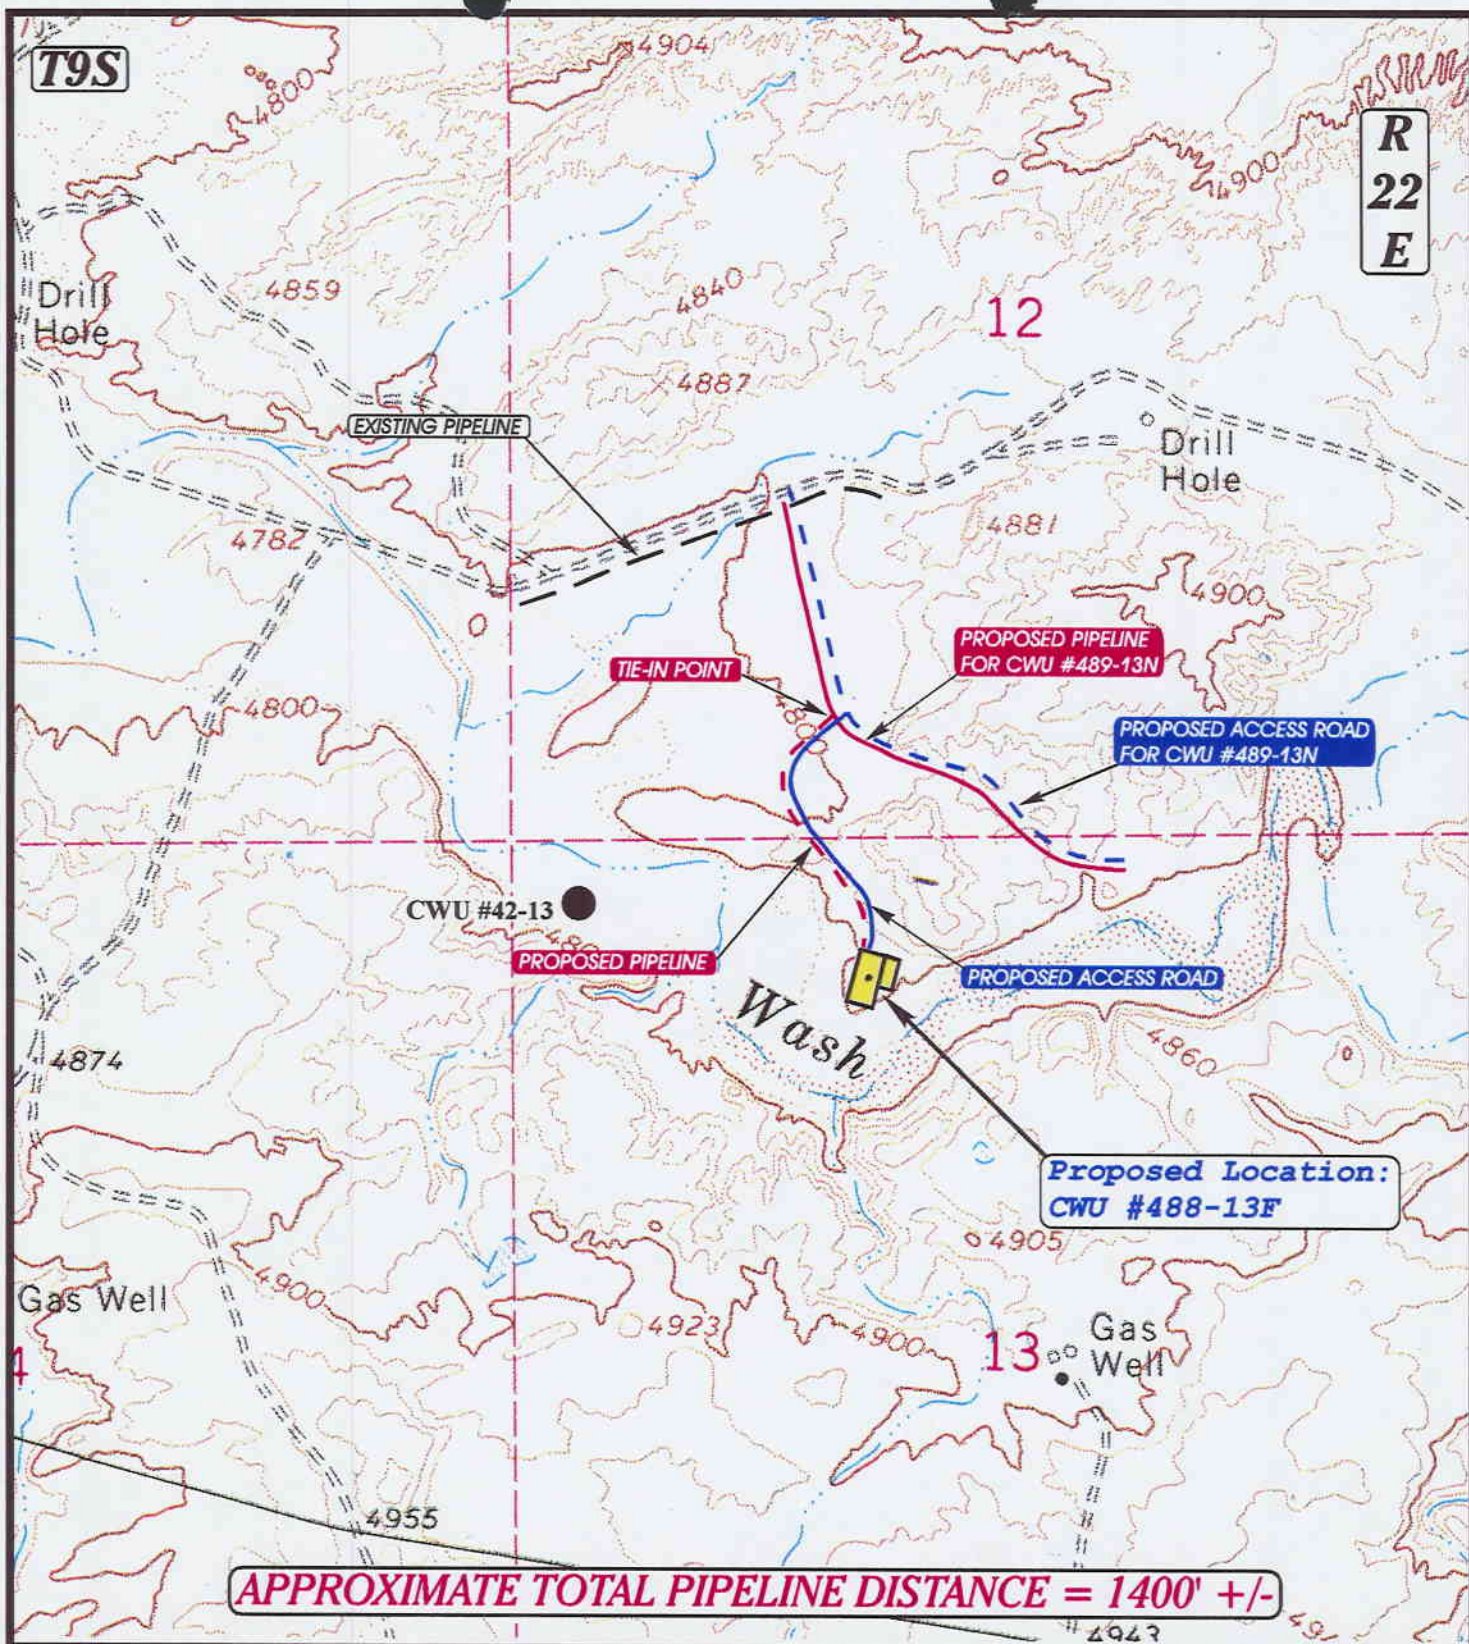 T9S
4904
4800
R
22
E
4900
Drill
Hole
4859
4840
12
4887
EXISTING PIPELINE
Drill
Hole
4782
4881
4900
PROPOSED PIPELINE
FOR CWU #489-13N
TIE-IN POINT
4800
4800
PROPOSED ACCESS ROAD
FOR CWU #489-13N
CWU #42-13
PROPOSED PIPELINE
PROPOSED ACCESS ROAD
Wash
4874
4860
Proposed Location:
CWU #488-13F
4905
4900
Gas Well
4923
4900
13
Gas
Well
4
4955
APPROXIMATE TOTAL PIPELINE DISTANCE = 1400' +/-
4943